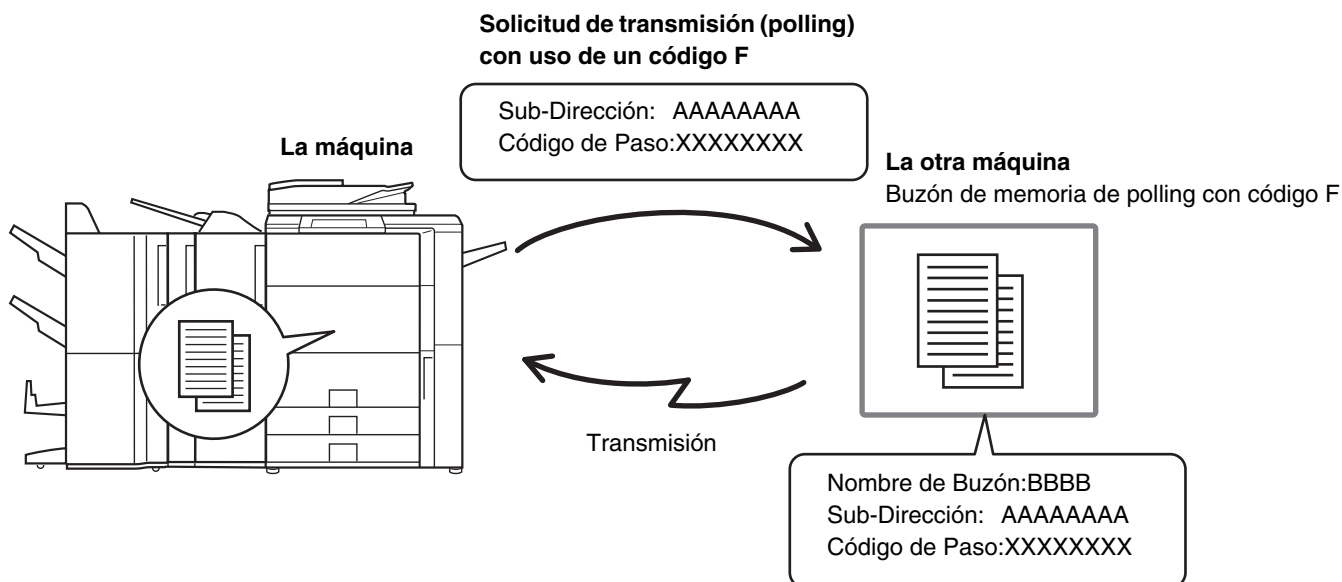 Solicitud de transmisión (polling)
con uso de un código F
Sub-Dirección: AAAAAAAA
Código de Paso:XXXXXXXX
La máquina
La otra máquina
Buzón de memoria de polling con código F
Transmisión
Nombre de Buzón:BBBB
Sub-Dirección: AAAAAAAA
Código de Paso:XXXXXXXX